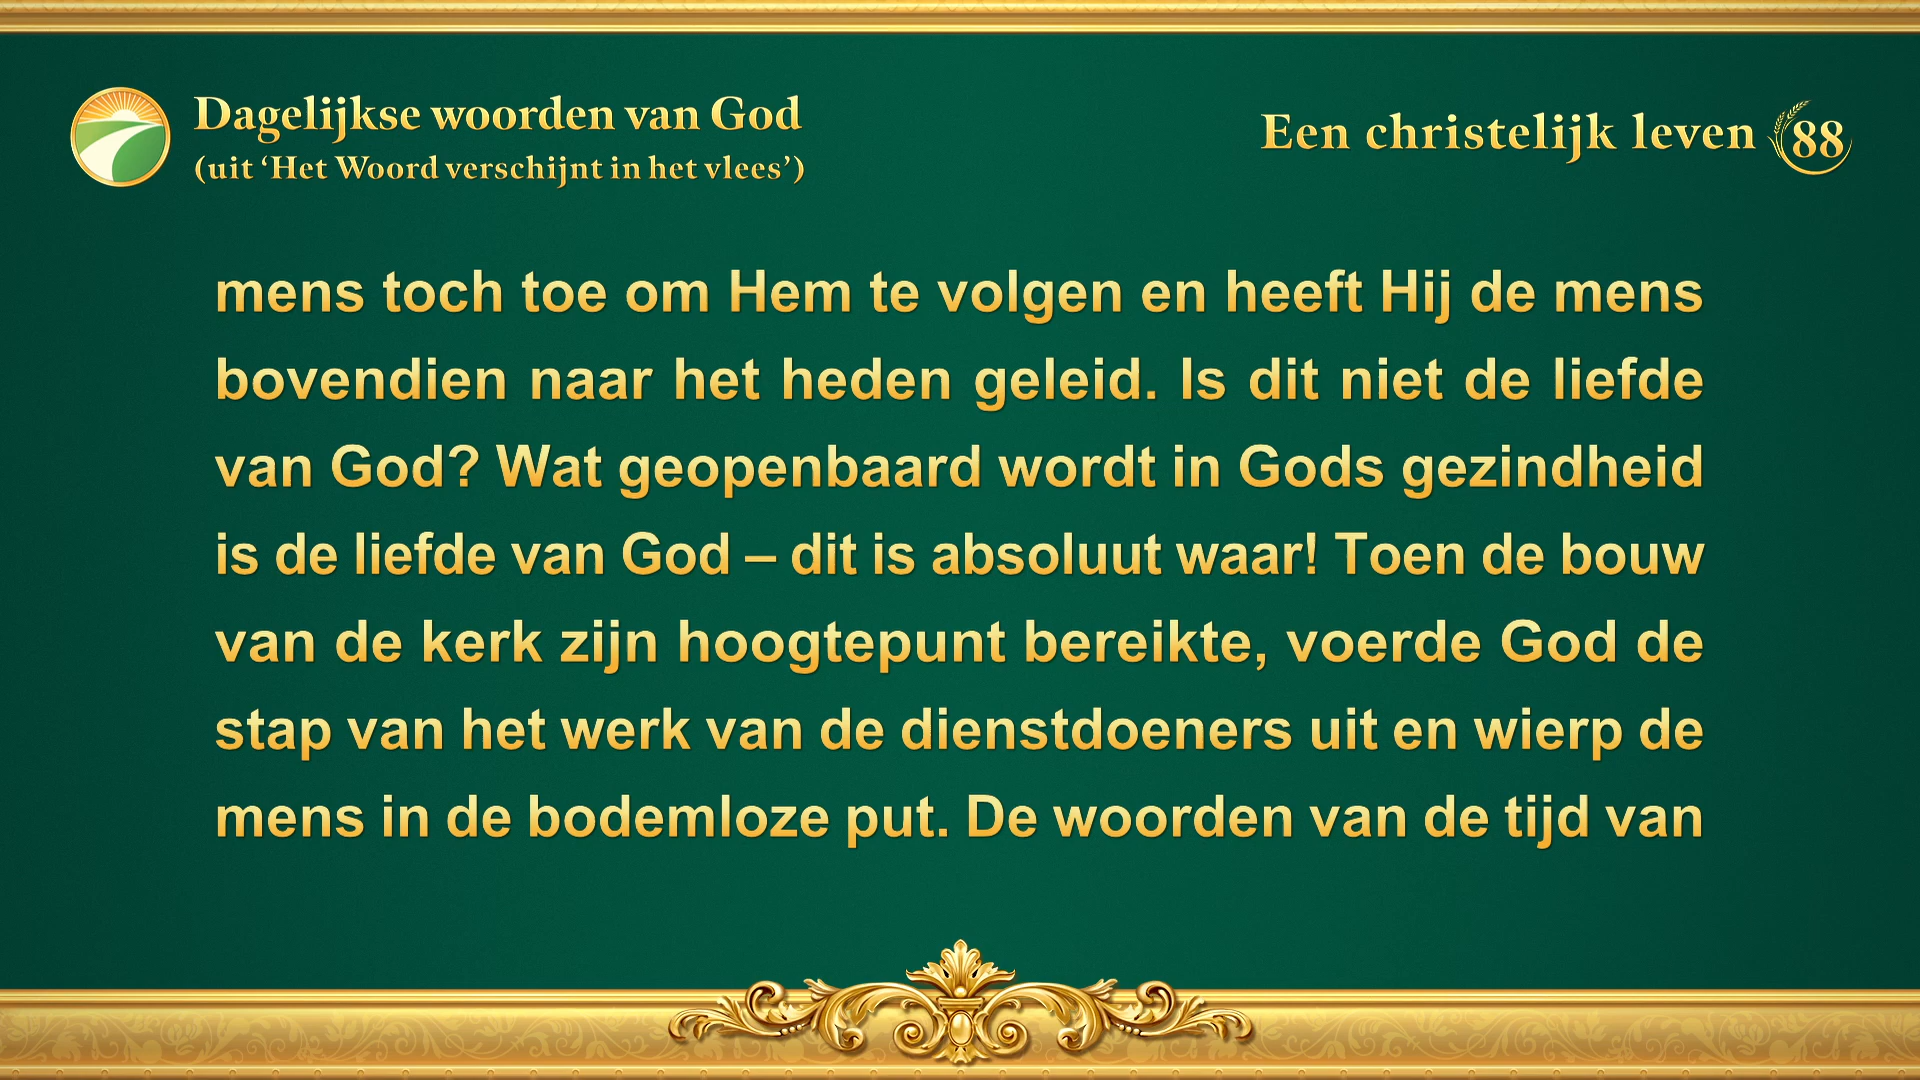 Dagelijkse woorden van God
(uit ‘Het Woord verschijnt in het vlees’)
Een christelijk leven 88
mens toch toe om Hem te volgen en heeft Hij de mens
bovendien naar het heden geleid. Is dit niet de liefde
van God? Wat geopenbaard wordt in Gods gezindheid
is de liefde van God – dit is absoluut waar! Toen de bouw
van de kerk zijn hoogtepunt bereikte, voerde God de
stap van het werk van de dienstdoeners uit en wierp de
mens in de bodemloze put. De woorden van de tijd van